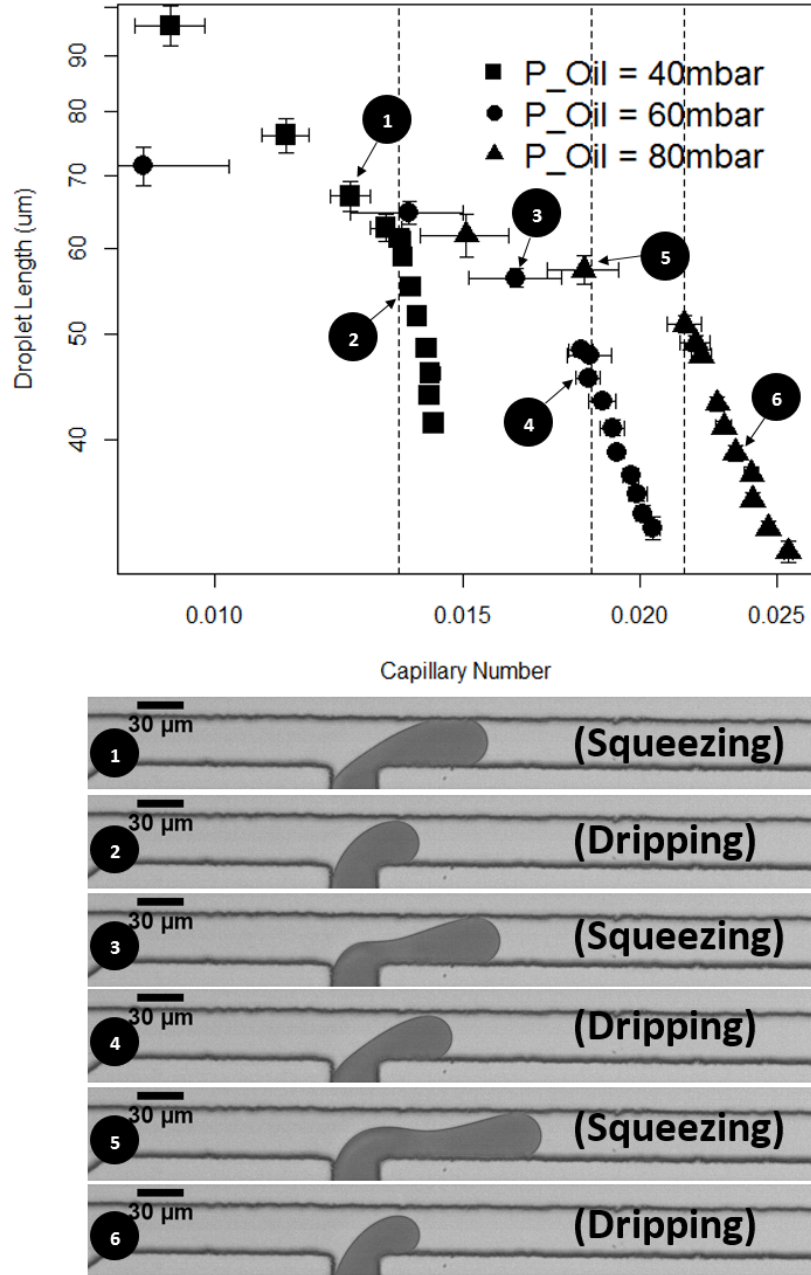 90
80
70
60
50
40
Droplet Length (um)
P_Oil = 40mbar
P_Oil = 60mbar
P_Oil = 80mbar
1
3
5
2
6
4
0.010
0.015
0.020
0.025
Capillary Number
30 µm
1
(Squeezing)
30 µm
2
(Dripping)
30 µm
3
(Squeezing)
30 µm
4
(Dripping)
30 µm
5
(Squeezing)
30 µm
6
(Dripping)